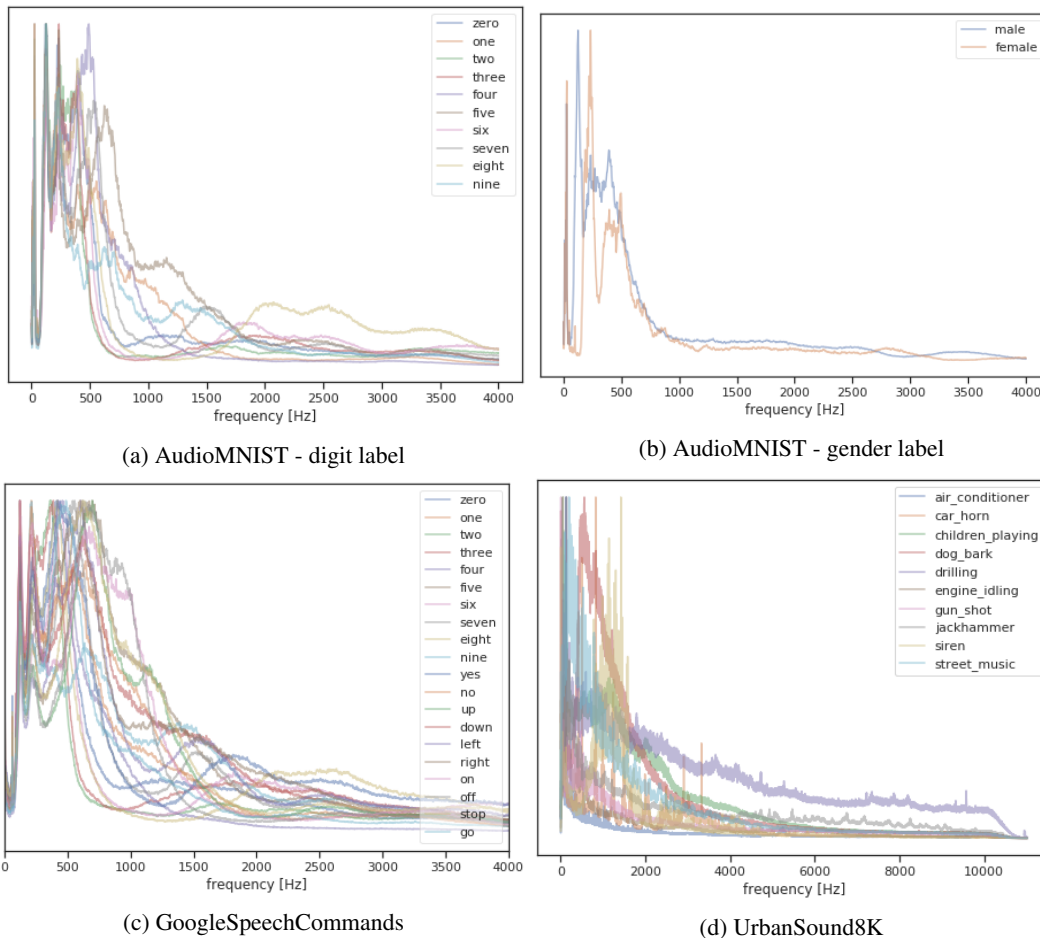 zero
one
two
three
four
five
six
seven
eight
nine
0 500 1000 1500 2000 2500 3000 3500 4000
frequency [Hz]
(a) AudioMNIST - digit label
male
female
0 500 1000 1500 2000 2500 3000 3500 4000
frequency [Hz]
(b) AudioMNIST - gender label
zero
one
two
three
four
five
six
seven
eight
nine
yes
no
up
down
left
right
on
off
stop
go
0 500 1000 1500 2000 2500 3000 3500 4000
frequency [Hz]
(c) GoogleSpeechCommands
air_conditioner
car_horn
children_playing
dog_bark
drilling
engine_idling
gun_shot
jackhammer
siren
street_music
0 2000 4000 6000 8000 10000
frequency [Hz]
(d) UrbanSound8K